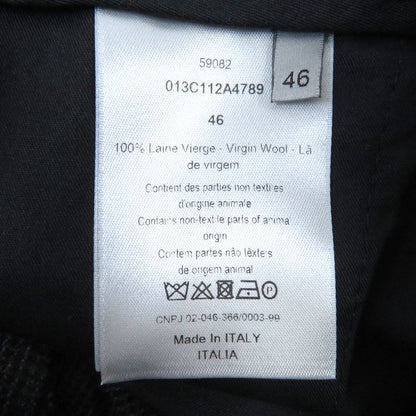 59082
013C112A4789
46
46
100% Laine Vierge - Virgin Wool - Lã
de virgem
Contient des parties non textiles
d'origine animale
Contains non-textile parts of animal
origin
Contem partes não têxteis
de origem animal
P
CNPJ 02-046-366/0003-99
Made In ITALY
ITALIA